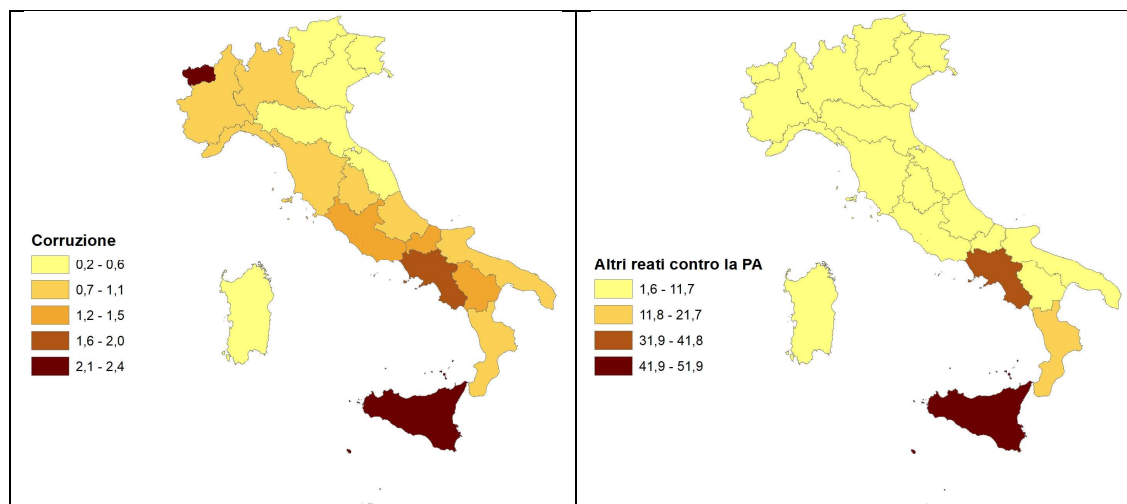 Corruzione
0,2 - 0,6
0,7 - 1,1
1,2 - 1,5
1,6 - 2,0
2,1 - 2,4
Altri reati contro la PA
1,6 - 11,7
11,8 - 21,7
31,9 - 41,8
41,9 - 51,9